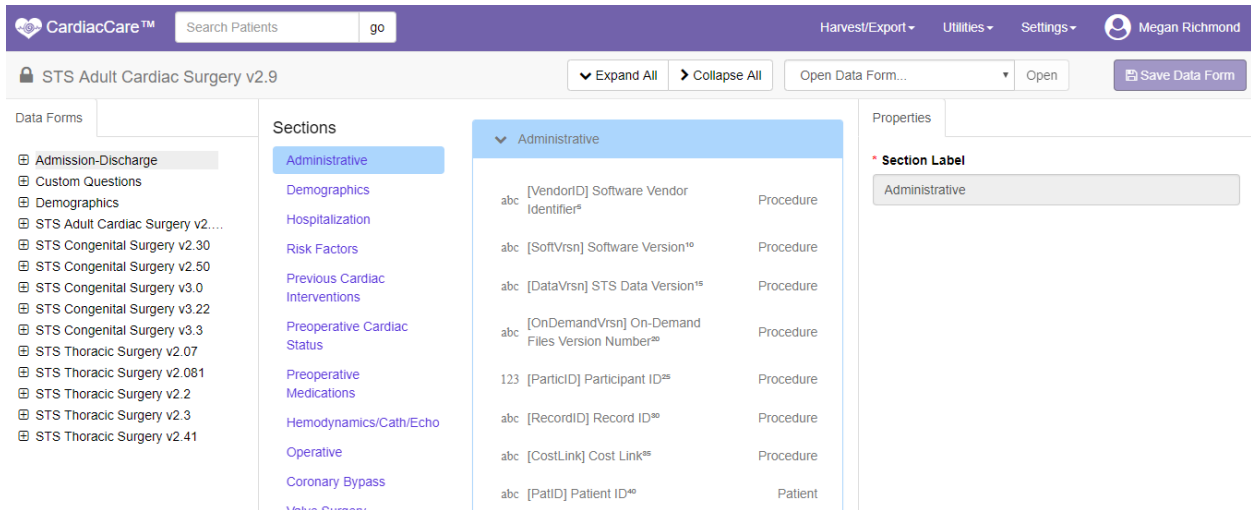 CardiacCare™
Search Patients
go
Harvest/Export
Utilities
Settings
Megan Richmond
STS Adult Cardiac Surgery v2.9
Expand All
Collapse All
Open Data Form...
Open
Save Data Form
Data Forms
Admission-Discharge
Custom Questions
Demographics
STS Adult Cardiac Surgery v2....
STS Congenital Surgery v2.30
STS Congenital Surgery v2.50
STS Congenital Surgery v3.0
STS Congenital Surgery v3.22
STS Congenital Surgery v3.3
STS Thoracic Surgery v2.07
STS Thoracic Surgery v2.081
STS Thoracic Surgery v2.2
STS Thoracic Surgery v2.3
STS Thoracic Surgery v2.41
Sections
Administrative
Demographics
Hospitalization
Risk Factors
Previous Cardiac
Interventions
Preoperative Cardiac
Status
Preoperative
Medications
Hemodynamics/Cath/Echo
Operative
Coronary Bypass
Valve Surgery
Administrative
abc [VendorID] Software Vendor
Identifier⁵ Procedure
abc [SoftVrsn] Software Version¹⁰ Procedure
abc [DataVrsn] STS Data Version¹⁵ Procedure
abc [OnDemandVrsn] On-Demand
Files Version Number²⁰ Procedure
123 [ParticID] Participant ID²⁵ Procedure
abc [RecordID] Record ID³⁰ Procedure
abc [CostLink] Cost Link³⁵ Procedure
abc [PatID] Patient ID⁴⁰ Patient
Properties
* Section Label
Administrative